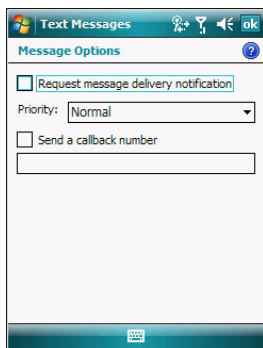 Text Messages ok
Message Options ?
Request message delivery notification
Priority: Normal
Send a callback number